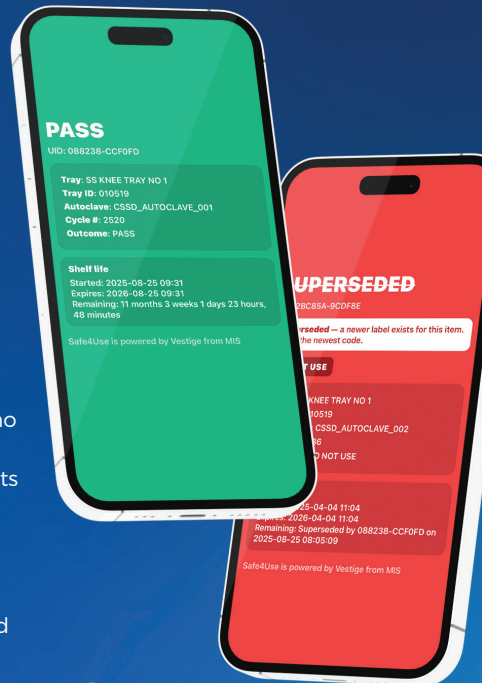 PASS
UID: 088238-CCF0FD
Tray: SS KNEE TRAY NO 1
Tray ID: 010519
Autoclave: CSSD_AUTOCLAVE_001
Cycle #: 2520
Outcome: PASS
Shelf life
Started: 2025-08-25 09:31
Expires: 2026-08-25 09:31
Remaining: 11 months 3 weeks 1 days 23 hours,
48 minutes
Safe4Use is powered by Vestige from MIS
UPERSEDED
2BC85A-9CDF8E
erseded — a newer label exists for this item.
the newest code.
T USE
KNEE TRAY NO 1
10519
CSSD_AUTOCLAVE_002
36
O NOT USE
25-04-04 11:04
Expires: 2026-04-04 11:04
Remaining: Superseded by 088238-CCF0FD on
2025-08-25 08:05:09
Safe4Use is powered by Vestige from MIS
no
ts
d